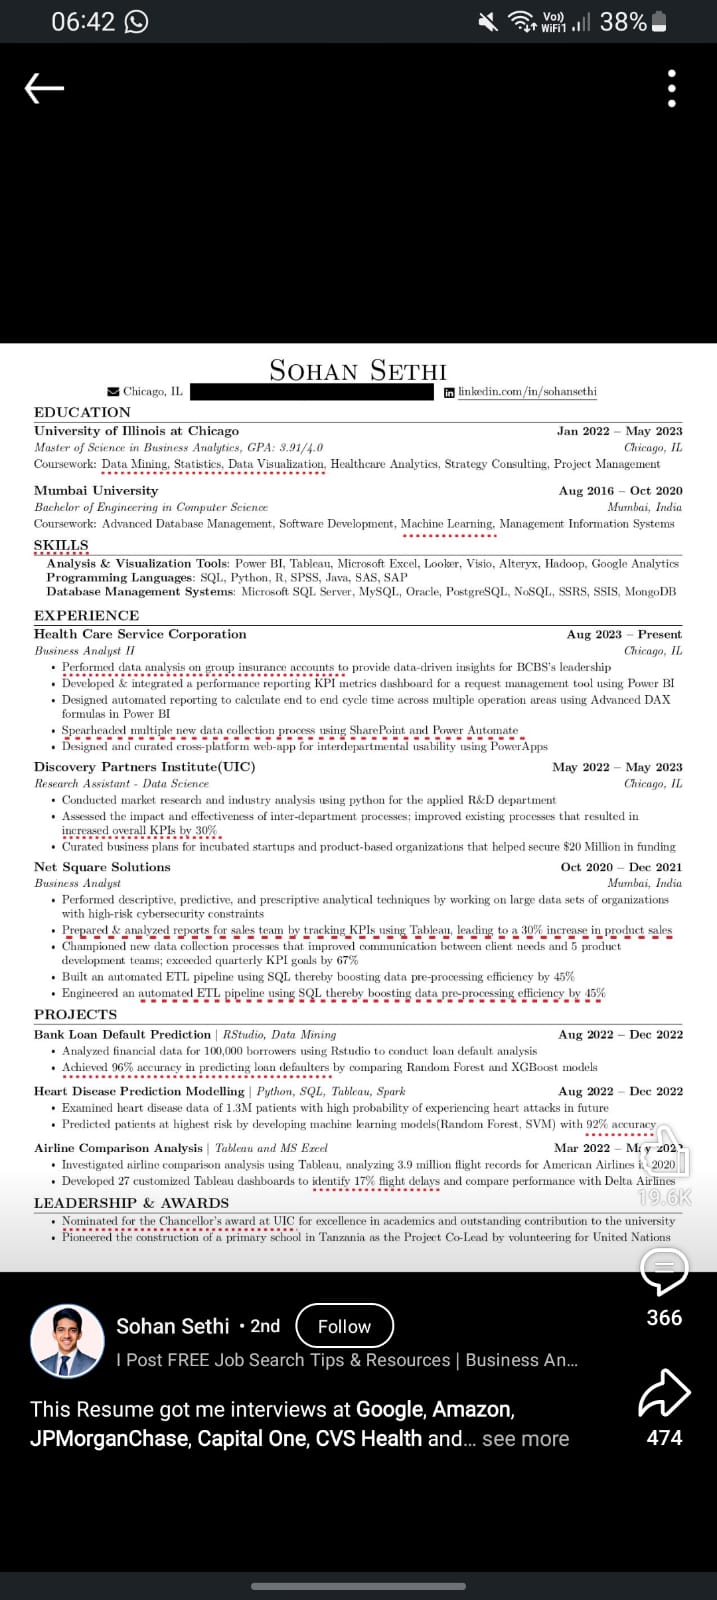 06:42
Vo))
WiFi1
38%
SOHAN SETHI
Chicago, IL
linkedin.com/in/sohansethi
EDUCATION
University of Illinois at Chicago Jan 2022 – May 2023
Master of Science in Business Analytics, GPA: 3.91/4.0 Chicago, IL
Coursework: Data Mining, Statistics, Data Visualization, Healthcare Analytics, Strategy Consulting, Project Management
Mumbai University Aug 2016 – Oct 2020
Bachelor of Engineering in Computer Science Mumbai, India
Coursework: Advanced Database Management, Software Development, Machine Learning, Management Information Systems
SKILLS
Analysis & Visualization Tools: Power BI, Tableau, Microsoft Excel, Looker, Visio, Alteryx, Hadoop, Google Analytics
Programming Languages: SQL, Python, R, SPSS, Java, SAS, SAP
Database Management Systems: Microsoft SQL Server, MySQL, Oracle, PostgreSQL, NoSQL, SSRS, SSIS, MongoDB
EXPERIENCE
Health Care Service Corporation Aug 2023 – Present
Business Analyst II Chicago, IL
• Performed data analysis on group insurance accounts to provide data-driven insights for BCBS's leadership
• Developed & integrated a performance reporting KPI metrics dashboard for a request management tool using Power BI
• Designed automated reporting to calculate end to end cycle time across multiple operation areas using Advanced DAX
formulas in Power BI
• Spearheaded multiple new data collection process using SharePoint and Power Automate
• Designed and curated cross-platform web-app for interdepartmental usability using PowerApps
Discovery Partners Institute(UIC) May 2022 – May 2023
Research Assistant - Data Science Chicago, IL
• Conducted market research and industry analysis using python for the applied R&D department
• Assessed the impact and effectiveness of inter-department processes; improved existing processes that resulted in
increased overall KPIs by 30%
• Curated business plans for incubated startups and product-based organizations that helped secure $20 Million in funding
Net Square Solutions Oct 2020 – Dec 2021
Business Analyst Mumbai, India
• Performed descriptive, predictive, and prescriptive analytical techniques by working on large data sets of organizations
with high-risk cybersecurity constraints
• Prepared & analyzed reports for sales team by tracking KPIs using Tableau, leading to a 30% increase in product sales
• Championed new data collection processes that improved communication between client needs and 5 product
development teams; exceeded quarterly KPI goals by 67%
• Built an automated ETL pipeline using SQL thereby boosting data pre-processing efficiency by 45%
• Engineered an automated ETL pipeline using SQL thereby boosting data pre-processing efficiency by 45%
PROJECTS
Bank Loan Default Prediction | RStudio, Data Mining Aug 2022 – Dec 2022
• Analyzed financial data for 100,000 borrowers using Rstudio to conduct loan default analysis
• Achieved 96% accuracy in predicting loan defaulters by comparing Random Forest and XGBoost models
Heart Disease Prediction Modelling | Python, SQL, Tableau, Spark Aug 2022 – Dec 2022
• Examined heart disease data of 1.3M patients with high probability of experiencing heart attacks in future
• Predicted patients at highest risk by developing machine learning models(Random Forest, SVM) with 92% accuracy
Airline Comparison Analysis | Tableau and MS Excel Mar 2022 – May 2022
• Investigated airline comparison analysis using Tableau, analyzing 3.9 million flight records for American Airlines in 2020
• Developed 27 customized Tableau dashboards to identify 17% flight delays and compare performance with Delta Airlines
19.6K
LEADERSHIP & AWARDS
• Nominated for the Chancellor's award at UIC for excellence in academics and outstanding contribution to the university
• Pioneered the construction of a primary school in Tanzania as the Project Co-Lead by volunteering for United Nations
366
Sohan Sethi • 2nd
Follow
I Post FREE Job Search Tips & Resources | Business An...
474
This Resume got me interviews at Google, Amazon,
JPMorganChase, Capital One, CVS Health and... see more